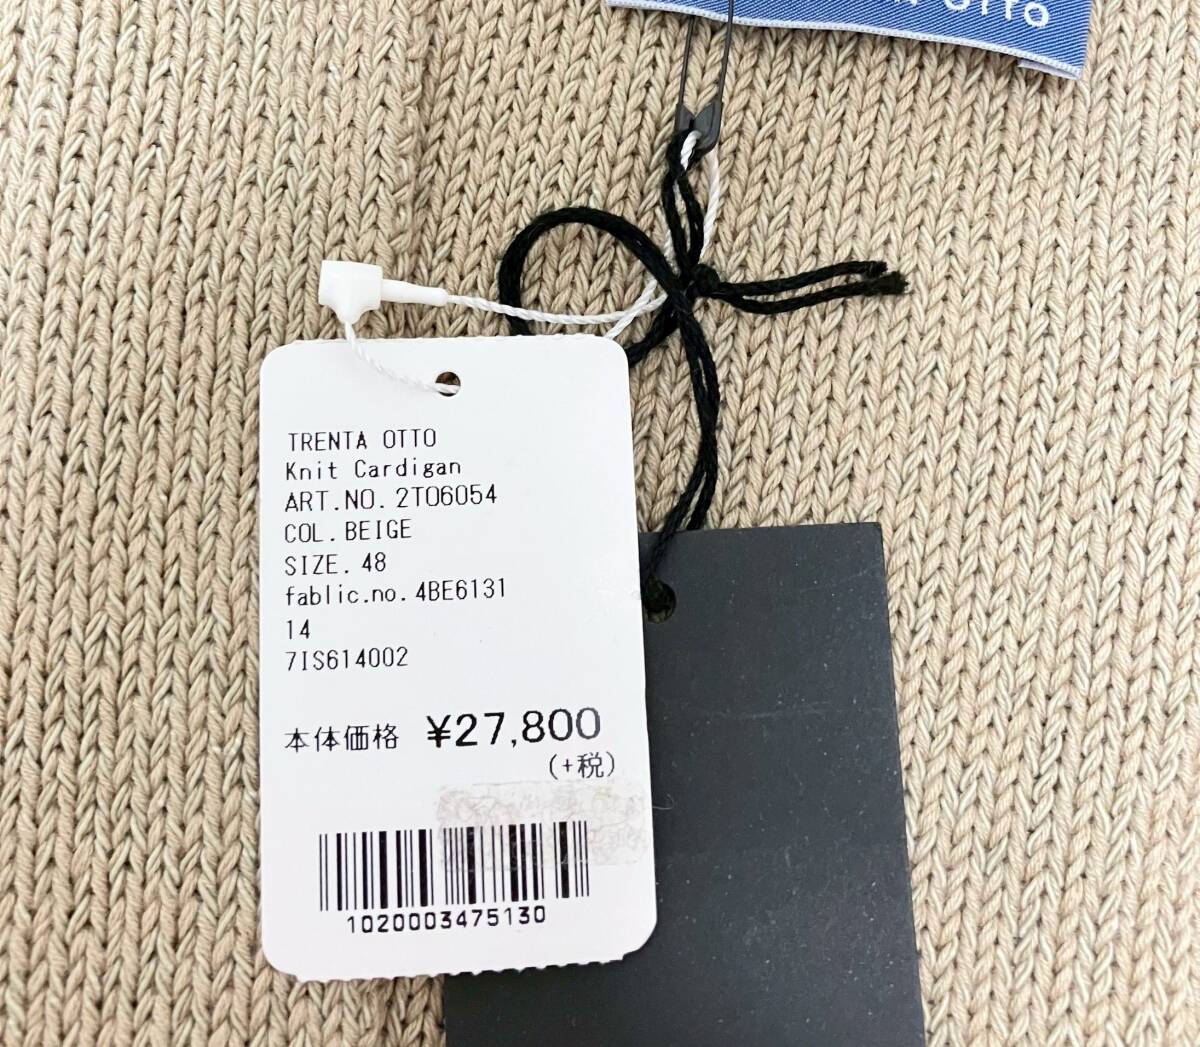 OTTO
TRENTA OTTO
Knit Cardigan
ART.NO.2TO6054
COL.BEIGE
SIZE.48
fablic.no.4BE6131
14
7IS614002
本体価格 ¥27,800
(+税)
1020003475130